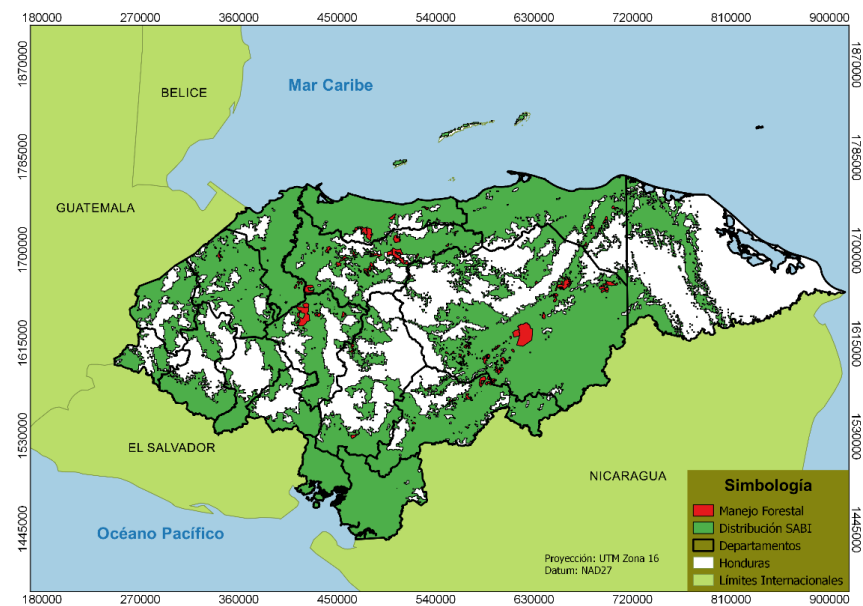 180000 270000 360000 450000 540000 630000 720000 810000 900000
1870000 1870000
BELICE
Mar Caribe
1785000 1785000
GUATEMALA
1700000 1700000
1615000 1615000
1530000 1530000
EL SALVADOR
NICARAGUA
Simbología
Manejo Forestal
Distribución SABI
Departamentos
Honduras
Límites Internacionales
1445000 1445000
Océano Pacífico
Proyección: UTM Zona 16
Datum: NAD27
180000 270000 360000 450000 540000 630000 720000 810000 900000